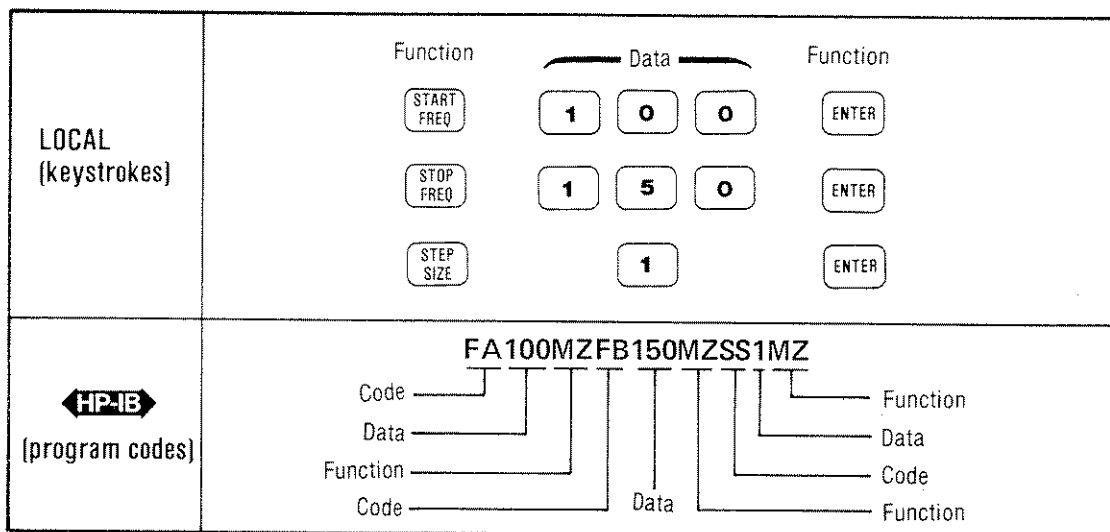 Function Data Function
START FREQ 1 0 0 ENTER
LOCAL
(keystrokes)
STOP FREQ 1 5 0 ENTER
STEP SIZE 1 ENTER
HP-IB
(program codes)
FA100MZFB150MZSS1MZ
Code Function
Data Data
Function Code
Code Data Function